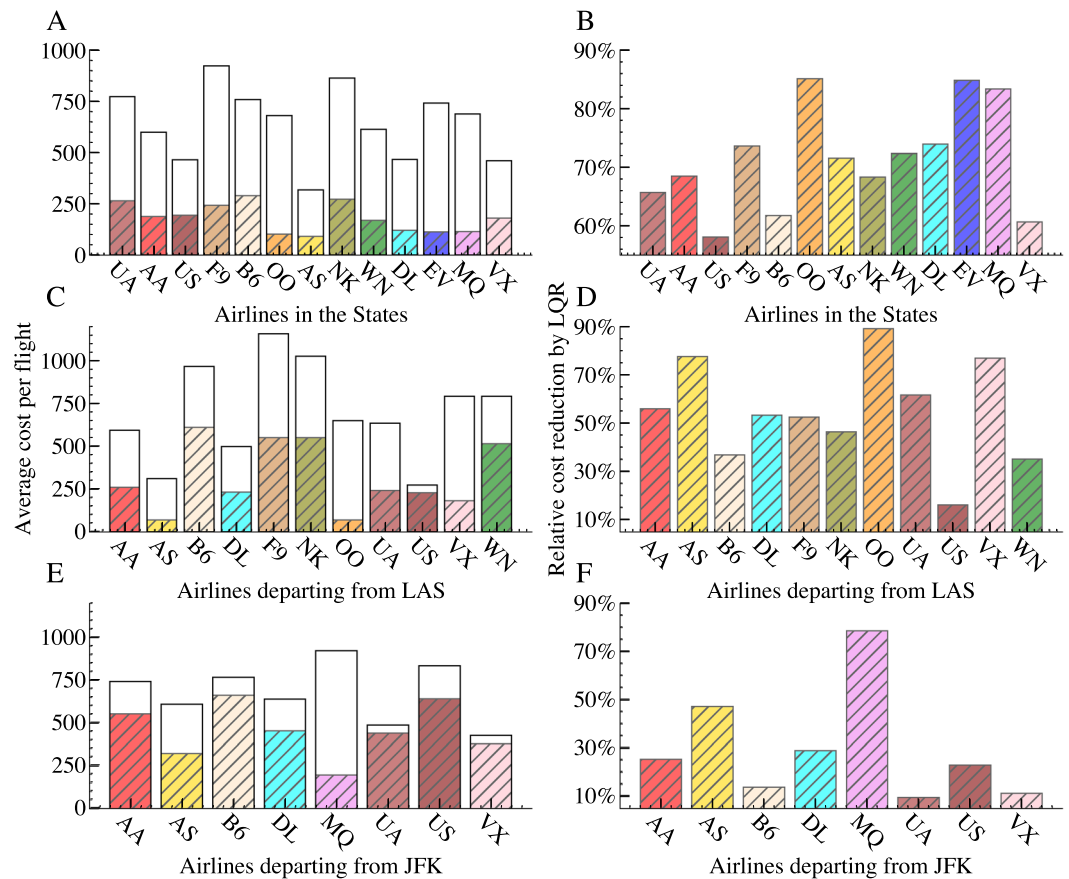 A
1000
750
500
250
0
UA AA US F9 B6 OO AS NK WN DL EV MQ VX
Airlines in the States
B
90%
80%
70%
60%
UA AA US F9 B6 OO AS NK WN DL EV MQ VX
Airlines in the States
Average cost per flight
C
1000
750
500
250
0
AA AS B6 DL F9 NK OO UA US VX WN
Airlines departing from LAS
Relative cost reduction by LQR
D
90%
70%
50%
30%
10%
AA AS B6 DL F9 NK OO UA US VX WN
Airlines departing from LAS
E
1000
750
500
250
0
AA AS B6 DL MQ UA US VX
Airlines departing from JFK
F
90%
70%
50%
30%
10%
AA AS B6 DL MQ UA US VX
Airlines departing from JFK